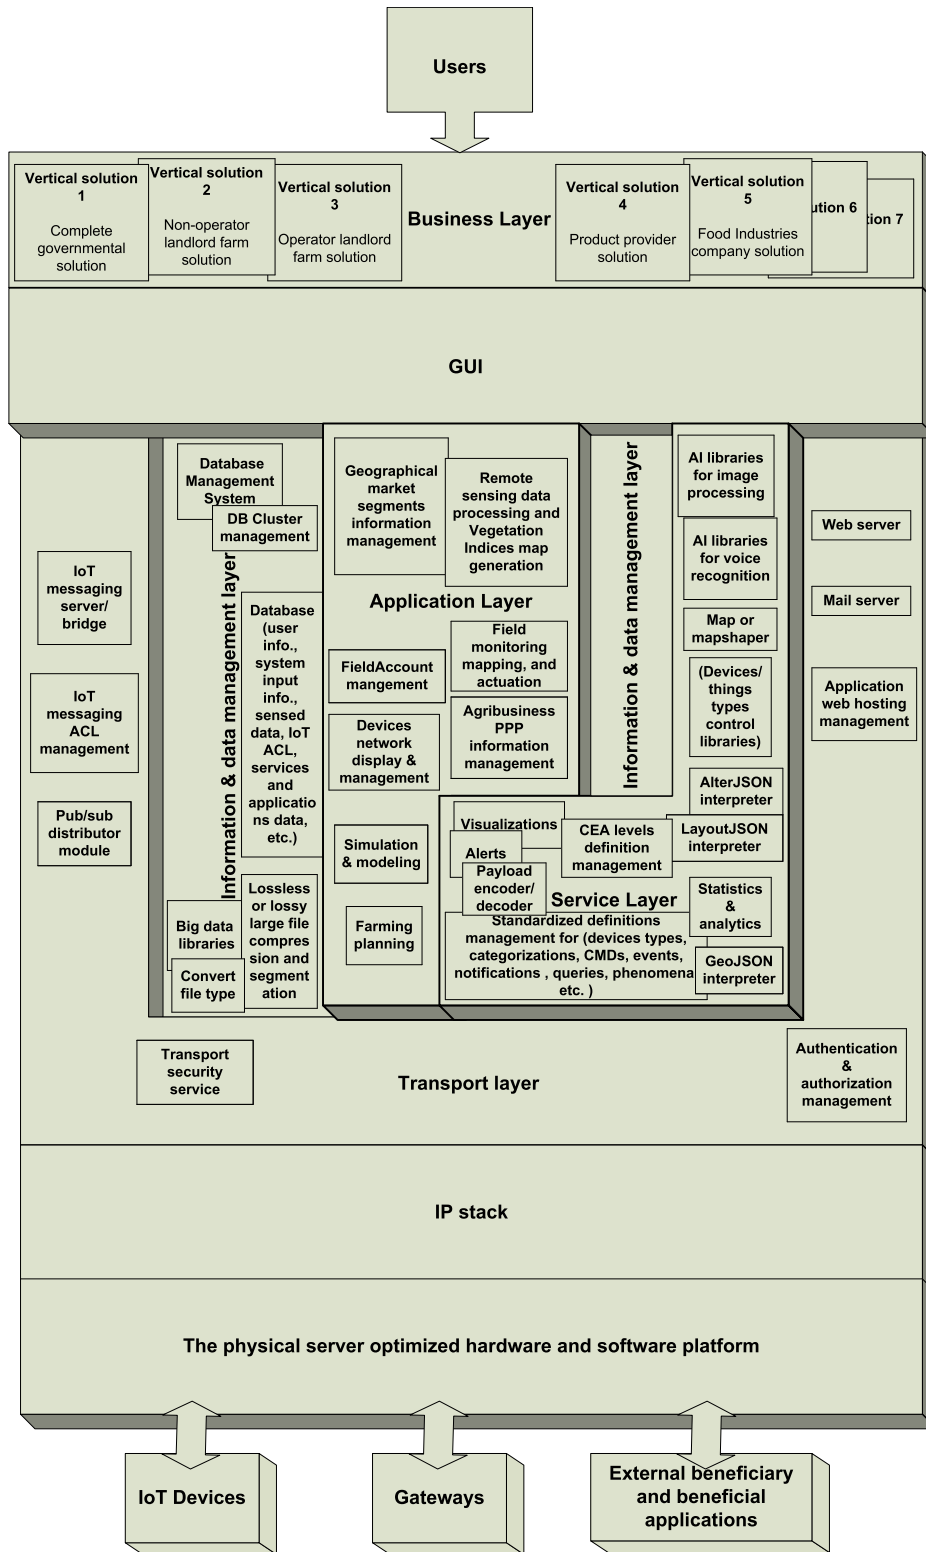 Users
Vertical solution
1
Complete
governmental
solution
Vertical solution
2
Non-operator
landlord farm
solution
Vertical solution
3
Operator landlord
farm solution
Business Layer
Vertical solution
4
Product provider
solution
Vertical solution
5
Food Industries
company solution
ution 6
tion 7
GUI
IoT
messaging
server/
bridge
IoT
messaging
ACL
management
Pub/sub
distributor
module
Database
Management
System
DB Cluster
management
Information & data management layer
Database
(user
info.,
system
input
info.,
sensed
data, IoT
ACL,
services
and
applicatio
ns data,
etc.)
Big data
libraries
Convert
file type
Lossless
or lossy
large file
compres
sion and
segment
ation
Geographical
market
segments
information
management
Remote
sensing data
processing and
Vegetation
Indices map
generation
Application Layer
FieldAccount
mangement
Field
monitoring
mapping, and
actuation
Devices
network
display &
management
Agribusiness
PPP
information
management
Simulation
& modeling
Farming
planning
Information & data management layer
AI libraries
for image
processing
AI libraries
for voice
recognition
Map or
mapshaper
(Devices/
things
types
control
libraries)
AlterJSON
interpreter
LayoutJSON
interpreter
Visualizations
Alerts
Payload
encoder/
decoder
CEA levels
definition
management
Service Layer
Statistics
&
analytics
GeoJSON
interpreter
Standardized definitions
management for (devices types,
categorizations, CMDs, events,
notifications , queries, phenomena
etc. )
Web server
Mail server
Application
web hosting
management
Transport
security
service
Transport layer
Authentication
&
authorization
management
IP stack
The physical server optimized hardware and software platform
IoT Devices
Gateways
External beneficiary
and beneficial
applications